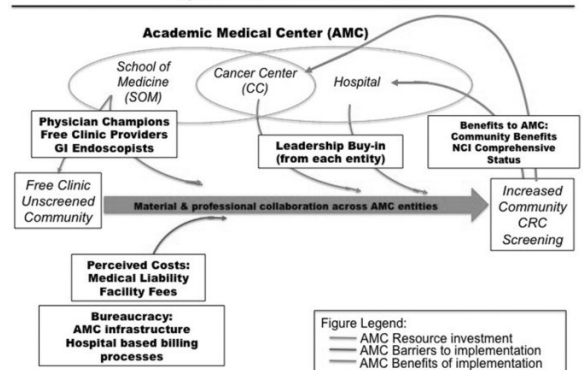 Academic Medical Center (AMC)
School of
Medicine
(SOM)
Cancer Center
(CC)
Hospital
Physician Champions
Free Clinic Providers
GI Endoscopists
Leadership Buy-in
(from each entity)
Benefits to AMC:
Community Benefits
NCI Comprehensive
Status
Free Clinic
Unscreened
Community
Material & professional collaboration across AMC entities
Increased
Community
CRC
Screening
Perceived Costs:
Medical Liability
Facility Fees
Bureaucracy:
AMC infrastructure
Hospital based billing
processes
Figure Legend:
AMC Resource investment
AMC Barriers to implementation
AMC Benefits of implementation